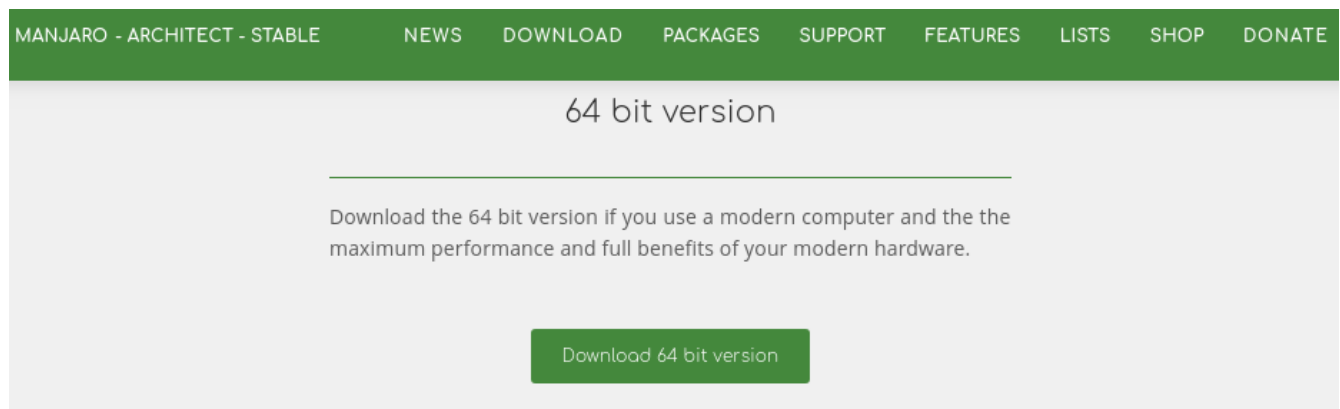 MANJARO - ARCHITECT - STABLE NEWS DOWNLOAD PACKAGES SUPPORT FEATURES LISTS SHOP DONATE
64 bit version
Download the 64 bit version if you use a modern computer and the the
maximum performance and full benefits of your modern hardware.
Download 64 bit version